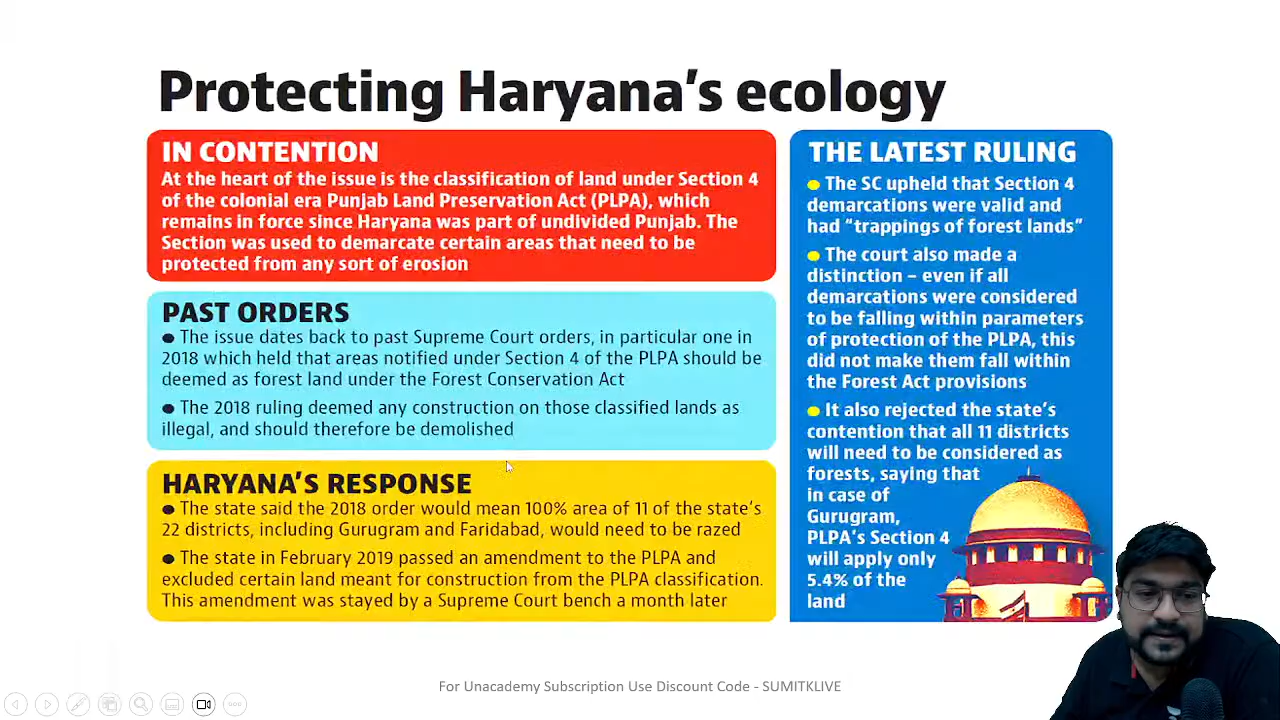 Protecting Haryana's ecology
IN CONTENTION
At the heart of the issue is the classification of land under Section 4
of the colonial era Punjab Land Preservation Act (PLPA), which
remains in force since Haryana was part of undivided Punjab. The
Section was used to demarcate certain areas that need to be
protected from any sort of erosion
PAST ORDERS
● The issue dates back to past Supreme Court orders, in particular one in
2018 which held that areas notified under Section 4 of the PLPA should be
deemed as forest land under the Forest Conservation Act
● The 2018 ruling deemed any construction on those classified lands as
illegal, and should therefore be demolished
HARYANA'S RESPONSE
● The state said the 2018 order would mean 100% area of 11 of the state's
22 districts, including Gurugram and Faridabad, would need to be razed
● The state in February 2019 passed an amendment to the PLPA and
excluded certain land meant for construction from the PLPA classification.
This amendment was stayed by a Supreme Court bench a month later
THE LATEST RULING
● The SC upheld that Section 4
demarcations were valid and
had “trappings of forest lands”
● The court also made a
distinction – even if all
demarcations were considered
to be falling within parameters
of protection of the PLPA, this
did not make them fall within
the Forest Act provisions
● It also rejected the state's
contention that all 11 districts
will need to be considered as
forests, saying that
in case of
Gurugram,
PLPA's Section 4
will apply only
5.4% of the
land
For Unacademy Subscription Use Discount Code - SUMITKLIVE